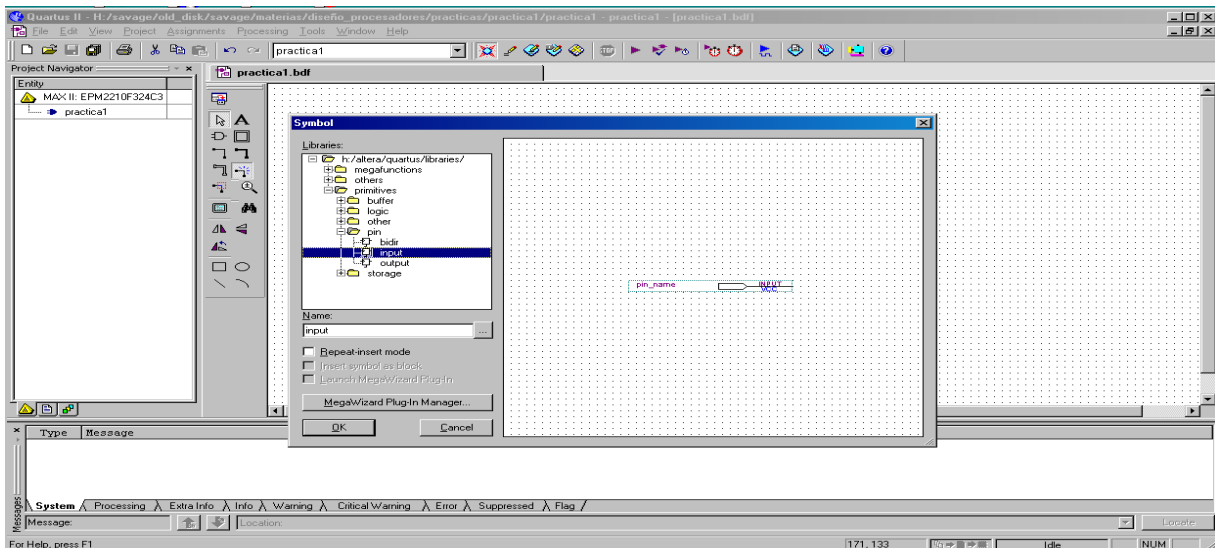 Quartus II - H:/savage/old_disk/savage/materias/diseño_procesadores/practicas/practica1/practica1 - practica1 - [practica1.bdf]
File Edit View Project Assignments Processing Tools Window Help
practica1
Project Navigator
practica1.bdf
Entity
MAX II: EPM2210F324C3
practica1
Symbol
Libraries:
h:/altera/quartus/libraries/
megafunctions
others
primitives
buffer
logic
other
pin
bidir
input
output
storage
pin_name
INPUT
VCC
Name:
input
...
Repeat-insert mode
Insert symbol as block
Launch MegaWizard Plug-In
MegaWizard Plug-In Manager...
OK
Cancel
Type Message
Messages
System Processing Extra Info Info Warning Critical Warning Error Suppressed Flag
Message:
Location:
Locate
For Help, press F1
171, 133
Idle
NUM